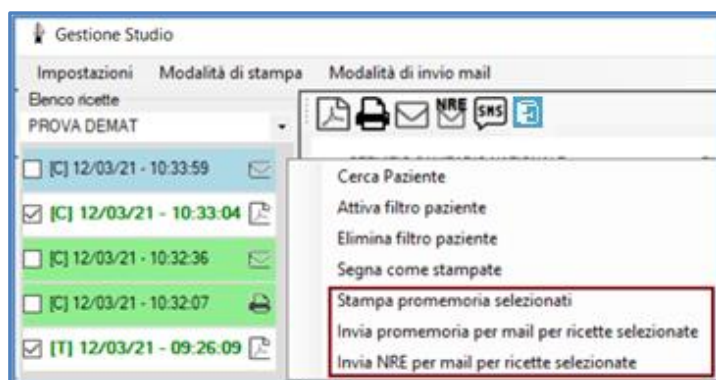 Gestione Studio
Impostazioni Modalità di stampa Modalità di invio mail
Elenco ricette
PROVA DEMAT
NRE
SMS
[C] 12/03/21 - 10:33:59
[C] 12/03/21 - 10:33:04
[C] 12/03/21 - 10:32:36
[C] 12/03/21 - 10:32:07
[T] 12/03/21 - 09:26:09
Cerca Paziente
Attiva filtro paziente
Elimina filtro paziente
Segna come stampate
Stampa promemoria selezionati
Invia promemoria per mail per ricette selezionate
Invia NRE per mail per ricette selezionate